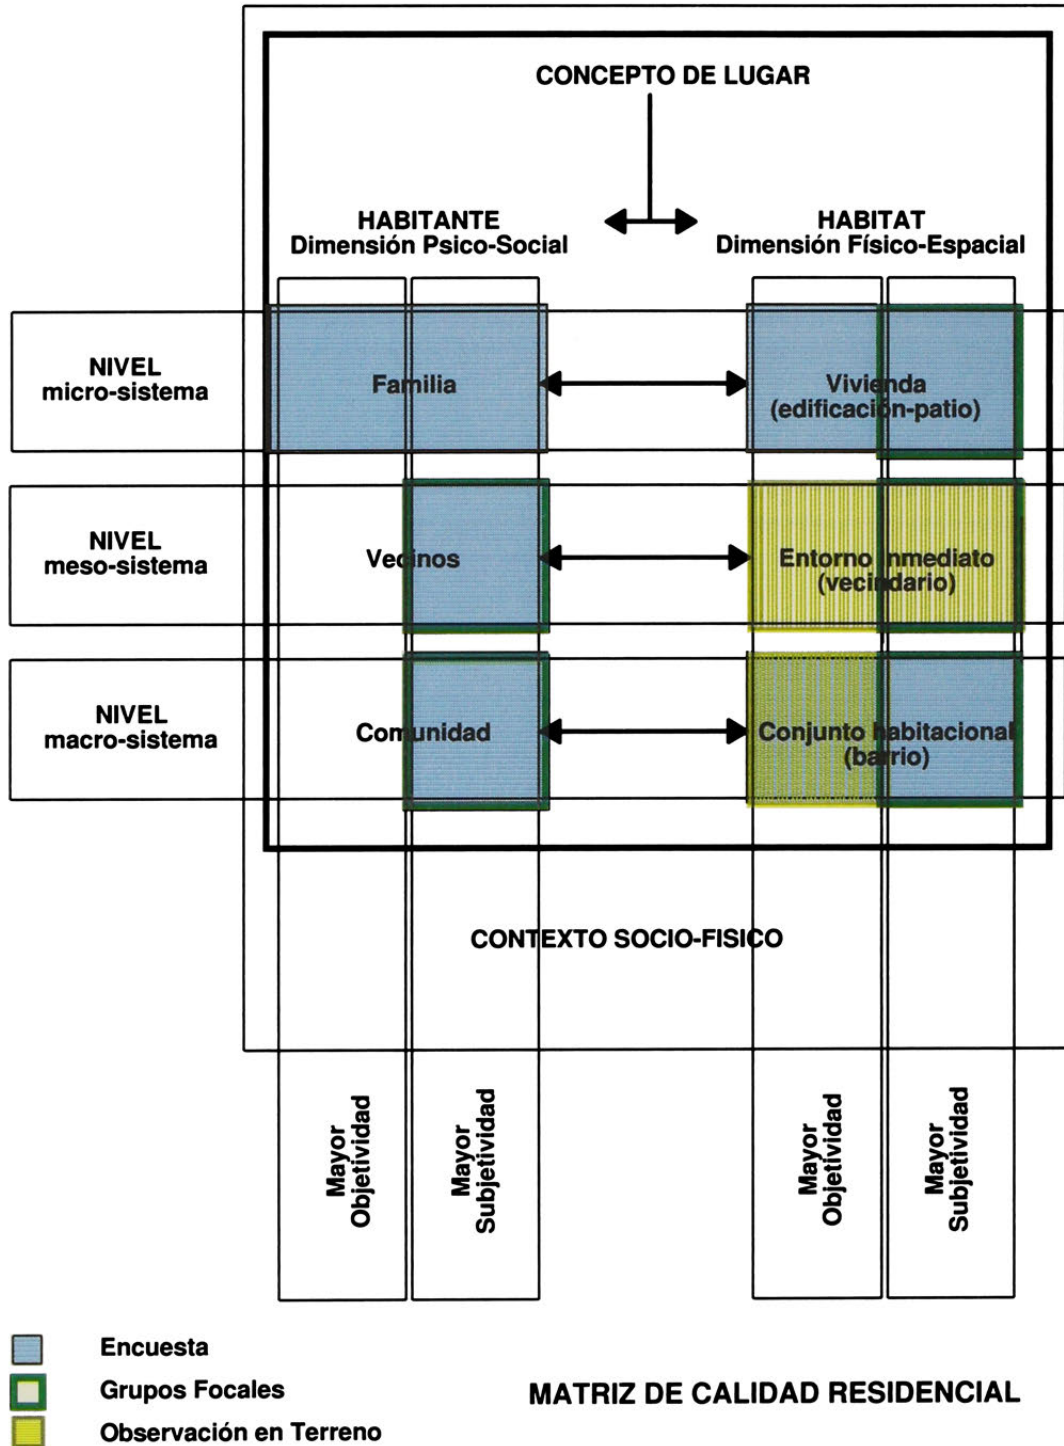 CONCEPTO DE LUGAR
HABITANTE
Dimensión Psico-Social
HABITAT
Dimensión Físico-Espacial
NIVEL
micro-sistema
Familia
Vivienda
(edificación-patio)
NIVEL
meso-sistema
Vecinos
Entorno inmediato
(vecindario)
NIVEL
macro-sistema
Comunidad
Conjunto habitacional
(barrio)
CONTEXTO SOCIO-FISICO
Mayor
Objetividad
Mayor
Subjetividad
Mayor
Objetividad
Mayor
Subjetividad
Encuesta
Grupos Focales
Observación en Terreno
MATRIZ DE CALIDAD RESIDENCIAL